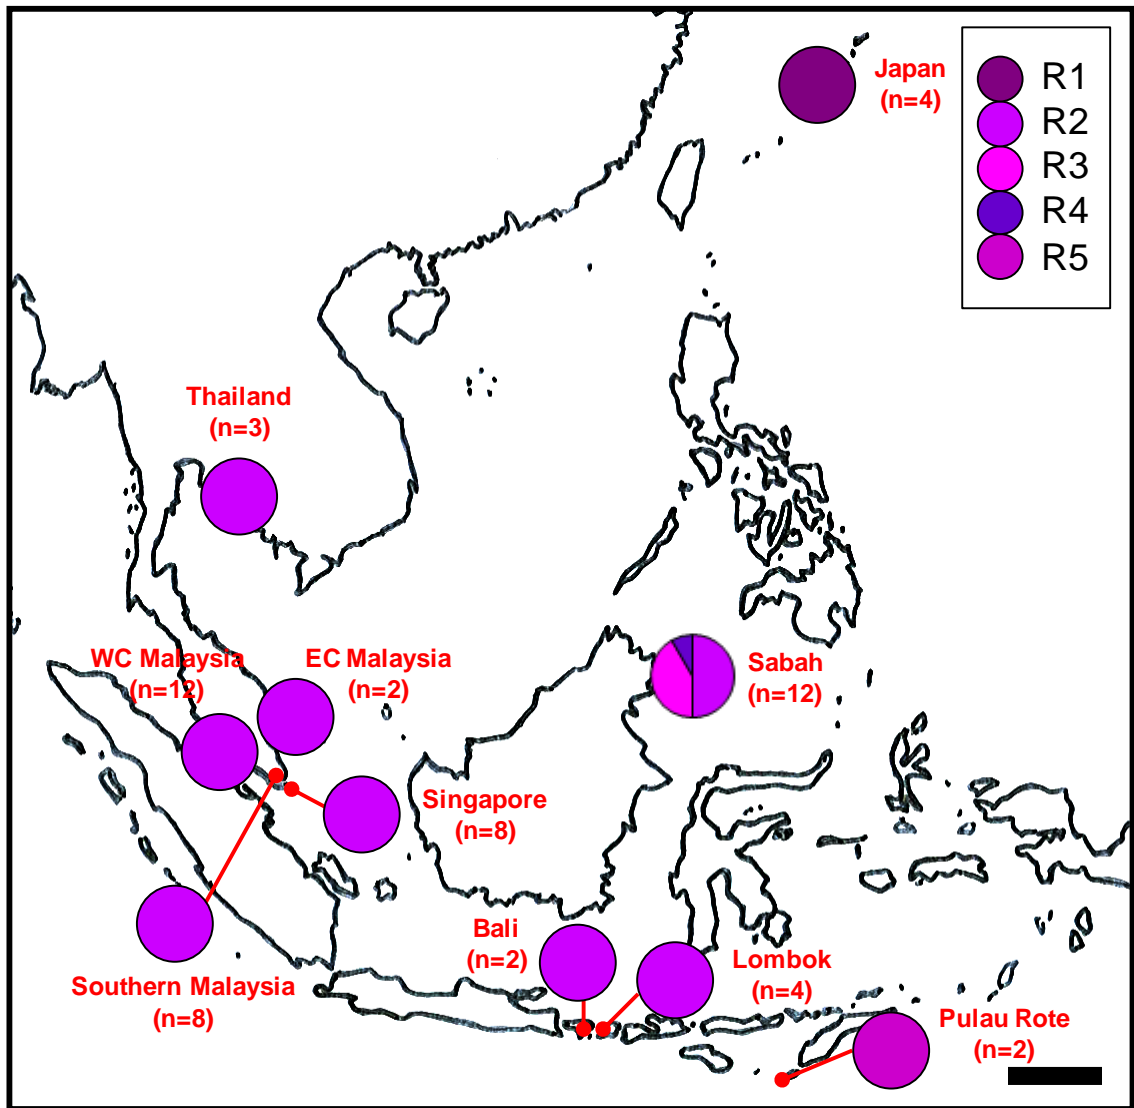 Japan
(n=4)
R1
R2
R3
R4
R5
Thailand
(n=3)
WC Malaysia
(n=12)
EC Malaysia
(n=2)
Sabah
(n=12)
Singapore
(n=8)
Southern Malaysia
(n=8)
Bali
(n=2)
Lombok
(n=4)
Pulau Rote
(n=2)